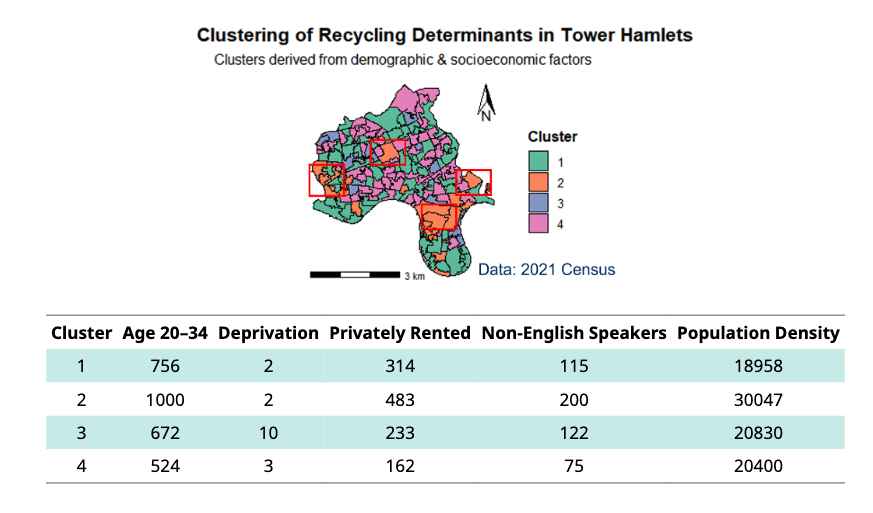 Clustering of Recycling Determinants in Tower Hamlets
Clusters derived from demographic & socioeconomic factors
N
Cluster
1
2
3
4
3 km
Data: 2021 Census
Cluster Age 20–34 Deprivation Privately Rented Non-English Speakers Population Density
1 756 2 314 115 18958
2 1000 2 483 200 30047
3 672 10 233 122 20830
4 524 3 162 75 20400